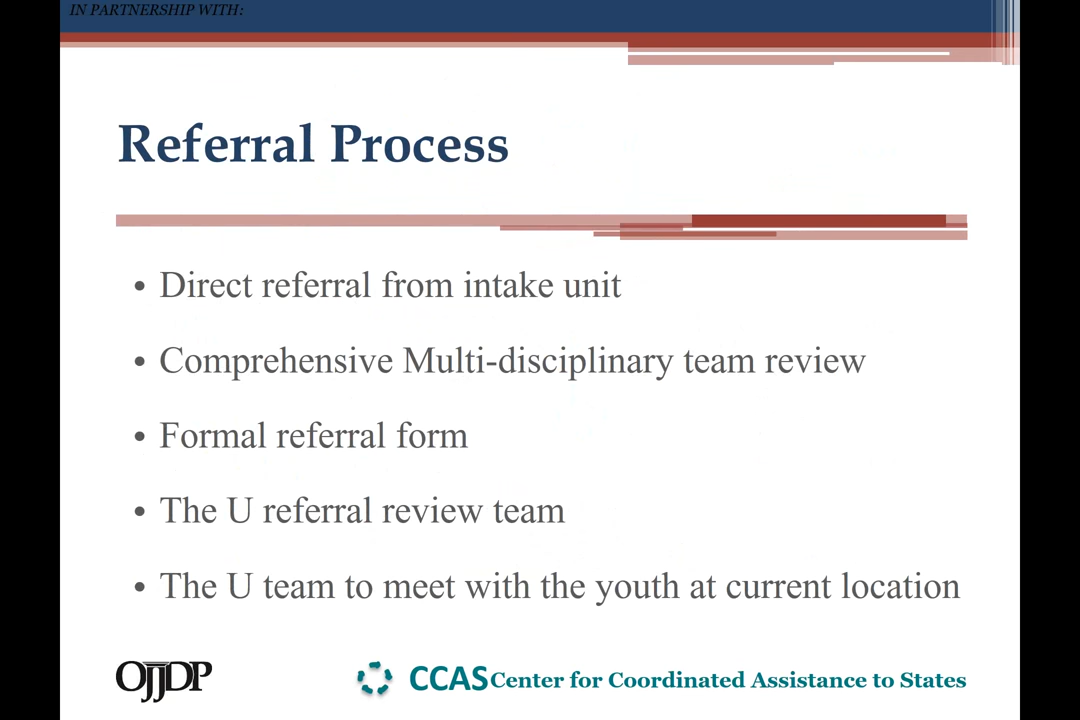 IN PARTNERSHIP WITH:
Referral Process
• Direct referral from intake unit
• Comprehensive Multi-disciplinary team review
• Formal referral form
• The U referral review team
• The U team to meet with the youth at current location
OJJDP
CCAS Center for Coordinated Assistance to States